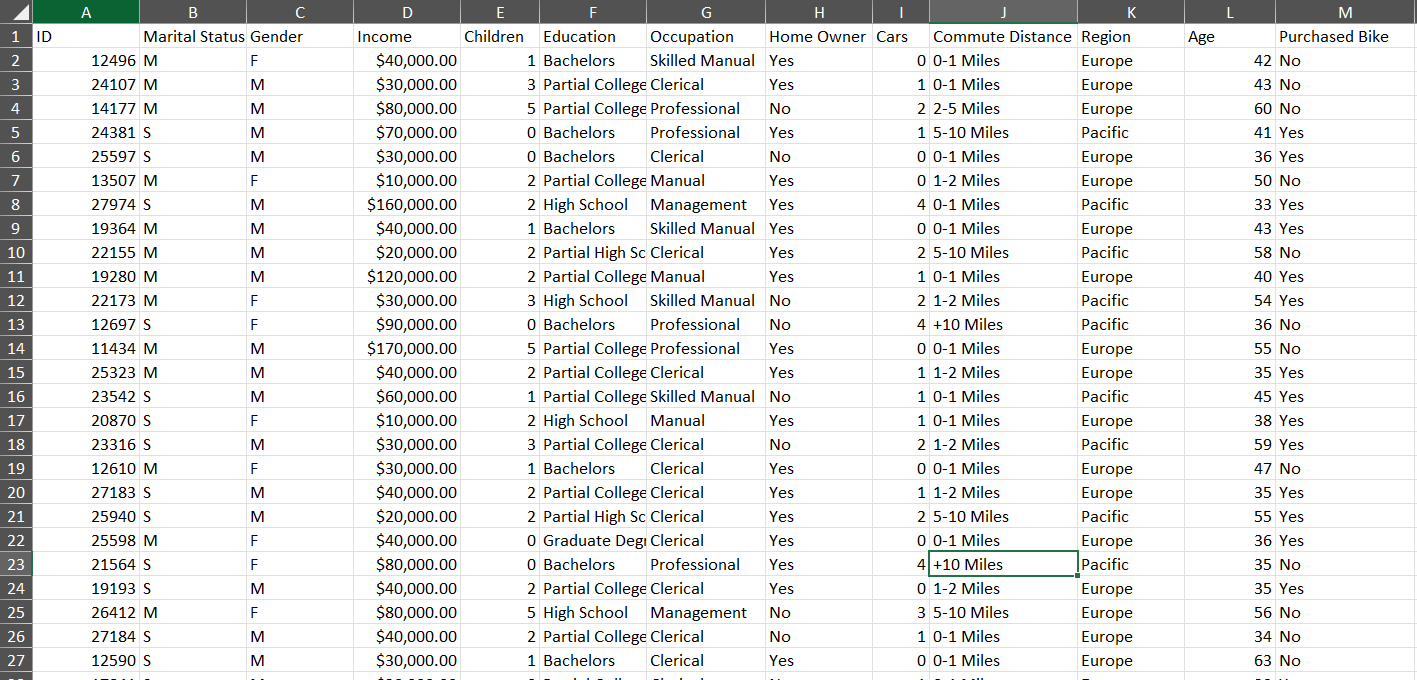 A B C D E F G H I J K L M
1 ID Marital Status Gender Income Children Education Occupation Home Owner Cars Commute Distance Region Age Purchased Bike
2 12496 M F $40,000.00 1 Bachelors Skilled Manual Yes 0 0-1 Miles Europe 42 No
3 24107 M M $30,000.00 3 Partial College Clerical Yes 1 0-1 Miles Europe 43 No
4 14177 M M $80,000.00 5 Partial College Professional No 2 2-5 Miles Europe 60 No
5 24381 S M $70,000.00 0 Bachelors Professional Yes 1 5-10 Miles Pacific 41 Yes
6 25597 S M $30,000.00 0 Bachelors Clerical No 0 0-1 Miles Europe 36 Yes
7 13507 M F $10,000.00 2 Partial College Manual Yes 0 1-2 Miles Europe 50 No
8 27974 S M $160,000.00 2 High School Management Yes 4 0-1 Miles Pacific 33 Yes
9 19364 M M $40,000.00 1 Bachelors Skilled Manual Yes 0 0-1 Miles Europe 43 Yes
10 22155 M M $20,000.00 2 Partial High Sc Clerical Yes 2 5-10 Miles Pacific 58 No
11 19280 M M $120,000.00 2 Partial College Manual Yes 1 0-1 Miles Europe 40 Yes
12 22173 M F $30,000.00 3 High School Skilled Manual No 2 1-2 Miles Pacific 54 Yes
13 12697 S F $90,000.00 0 Bachelors Professional No 4 +10 Miles Pacific 36 No
14 11434 M M $170,000.00 5 Partial College Professional Yes 0 0-1 Miles Europe 55 No
15 25323 M M $40,000.00 2 Partial College Clerical Yes 1 1-2 Miles Europe 35 Yes
16 23542 S M $60,000.00 1 Partial College Skilled Manual No 1 0-1 Miles Pacific 45 Yes
17 20870 S F $10,000.00 2 High School Manual Yes 1 0-1 Miles Europe 38 Yes
18 23316 S M $30,000.00 3 Partial College Clerical No 2 1-2 Miles Pacific 59 Yes
19 12610 M F $30,000.00 1 Bachelors Clerical Yes 0 0-1 Miles Europe 47 No
20 27183 S M $40,000.00 2 Partial College Clerical Yes 1 1-2 Miles Europe 35 Yes
21 25940 S M $20,000.00 2 Partial High Sc Clerical Yes 2 5-10 Miles Pacific 55 Yes
22 25598 M F $40,000.00 0 Graduate Degr Clerical Yes 0 0-1 Miles Europe 36 Yes
23 21564 S F $80,000.00 0 Bachelors Professional Yes 4 +10 Miles Pacific 35 No
24 19193 S M $40,000.00 2 Partial College Clerical Yes 0 1-2 Miles Europe 35 Yes
25 26412 M F $80,000.00 5 High School Management No 3 5-10 Miles Europe 56 No
26 27184 S M $40,000.00 2 Partial College Clerical No 1 0-1 Miles Europe 34 No
27 12590 S M $30,000.00 1 Bachelors Clerical Yes 0 0-1 Miles Europe 63 No